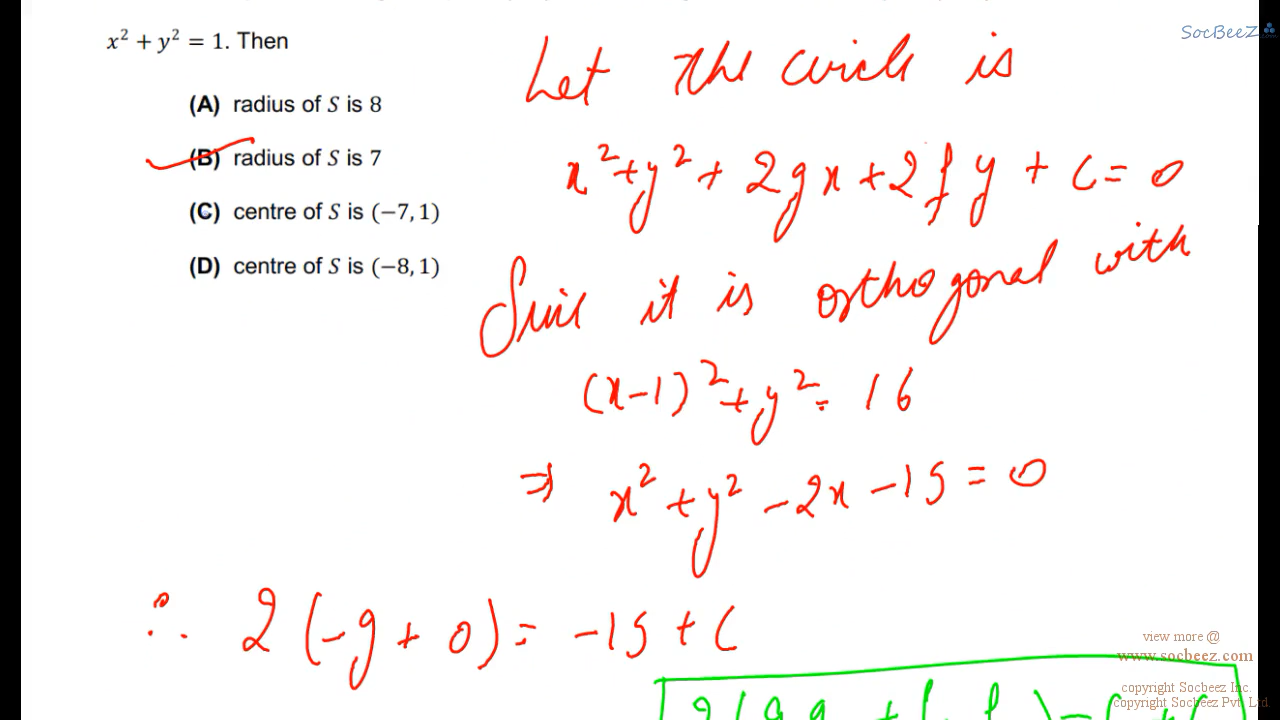 SocBeeZ.com
x² + y² = 1. Then
(A) radius of S is 8
(B) radius of S is 7
(C) centre of S is (−7, 1)
(D) centre of S is (−8, 1)
Let the circle is
x² + y² + 2gx + 2fy + c = 0
Since it is orthogonal with
(x-1)² + y² = 16
⇒ x² + y² - 2x - 15 = 0
∴ 2(-g + 0) = -15 + c
view more @
www.socbeez.com
copyright Socbeez Inc.
copyright Socbeez Pvt. Ltd.